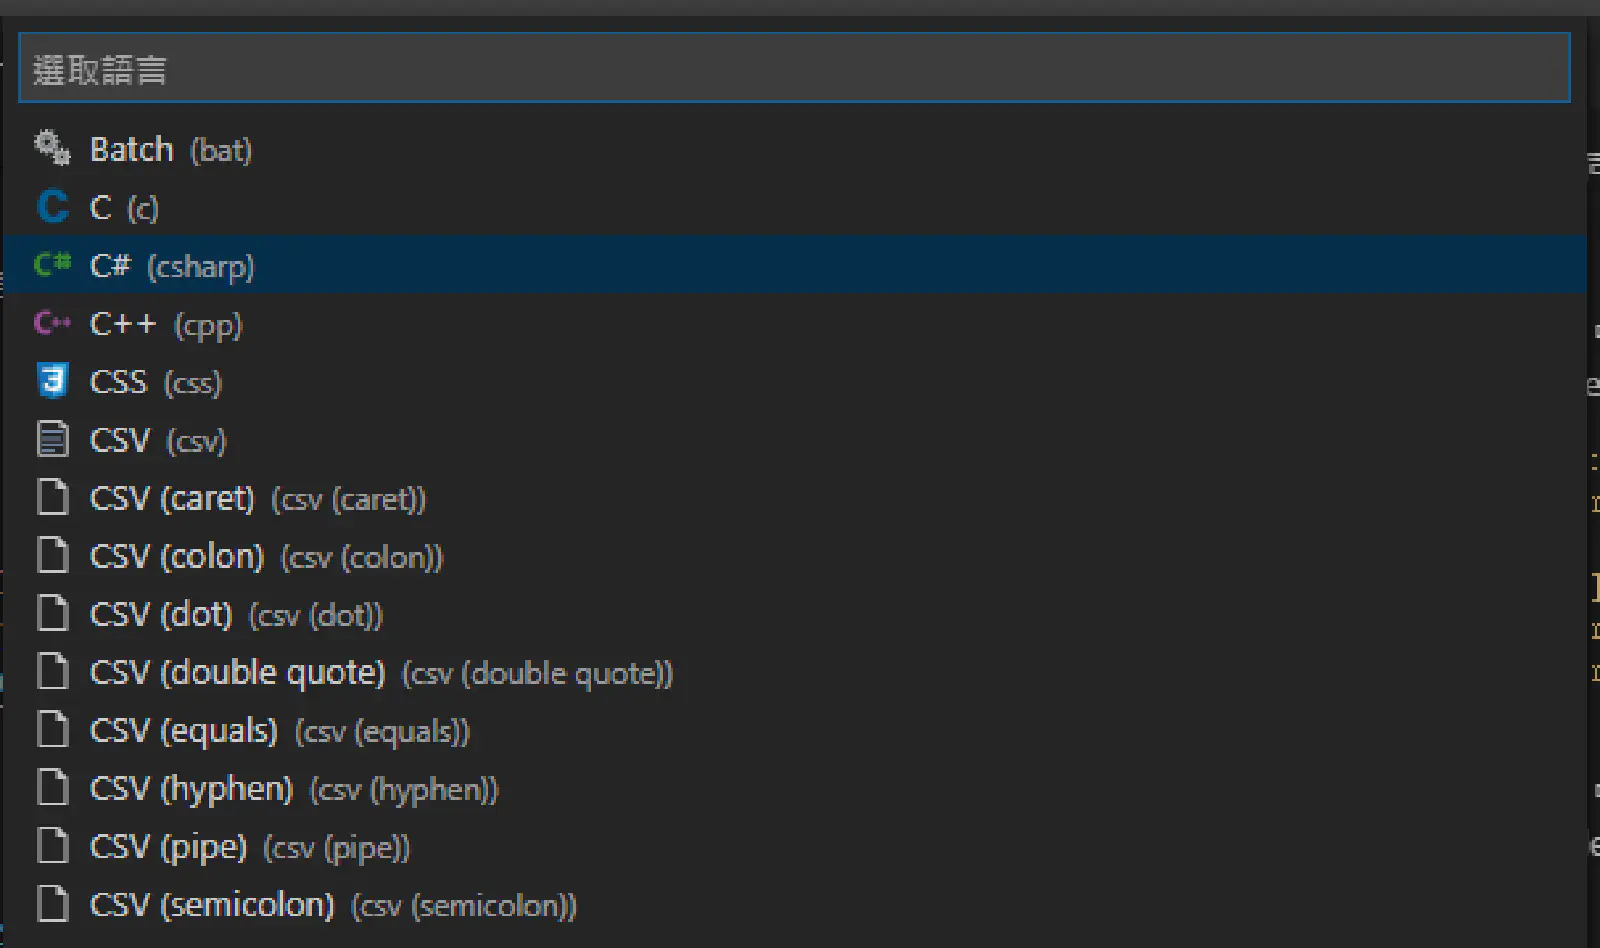 選取語言
Batch (bat)
C (c)
C# (csharp)
C++ (cpp)
CSS (css)
CSV (csv)
CSV (caret) (csv (caret))
CSV (colon) (csv (colon))
CSV (dot) (csv (dot))
CSV (double quote) (csv (double quote))
CSV (equals) (csv (equals))
CSV (hyphen) (csv (hyphen))
CSV (pipe) (csv (pipe))
CSV (semicolon) (csv (semicolon))